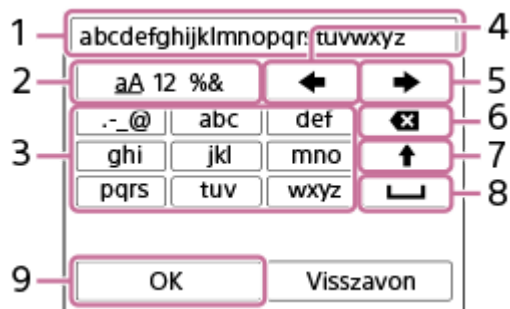 1 abcdefghijklmnopqrstuvwxyz 4
2 aA 12 %& 5
.-_@ abc def 6
3 ghi jkl mno 7
pqrs tuv wxyz 8
9 OK Visszavon